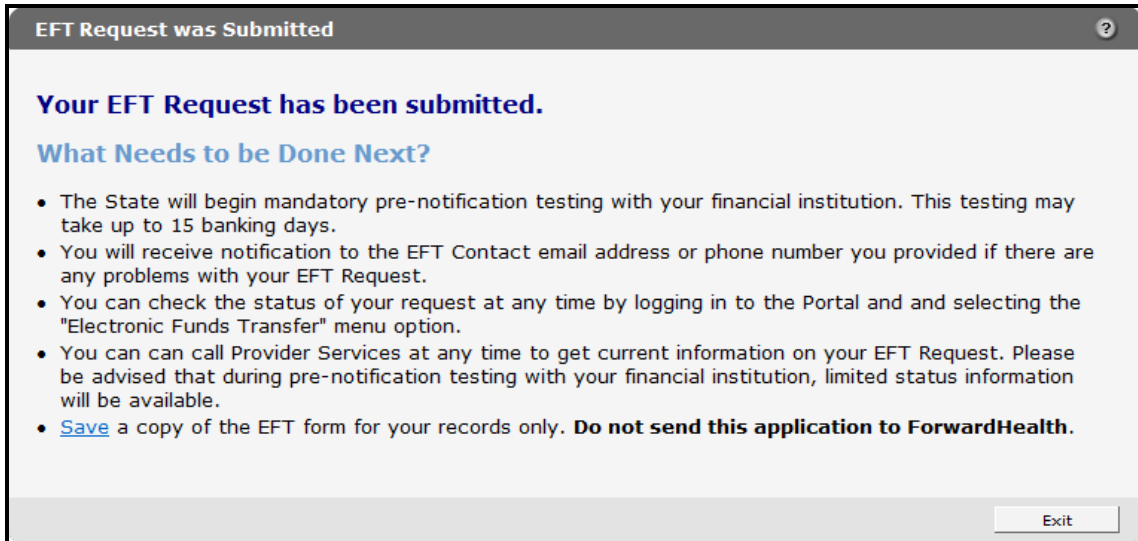 EFT Request was Submitted
?
Your EFT Request has been submitted.
What Needs to be Done Next?
• The State will begin mandatory pre-notification testing with your financial institution. This testing may
take up to 15 banking days.
• You will receive notification to the EFT Contact email address or phone number you provided if there are
any problems with your EFT Request.
• You can check the status of your request at any time by logging in to the Portal and and selecting the
"Electronic Funds Transfer" menu option.
• You can can call Provider Services at any time to get current information on your EFT Request. Please
be advised that during pre-notification testing with your financial institution, limited status information
will be available.
• Save a copy of the EFT form for your records only. Do not send this application to ForwardHealth.
Exit